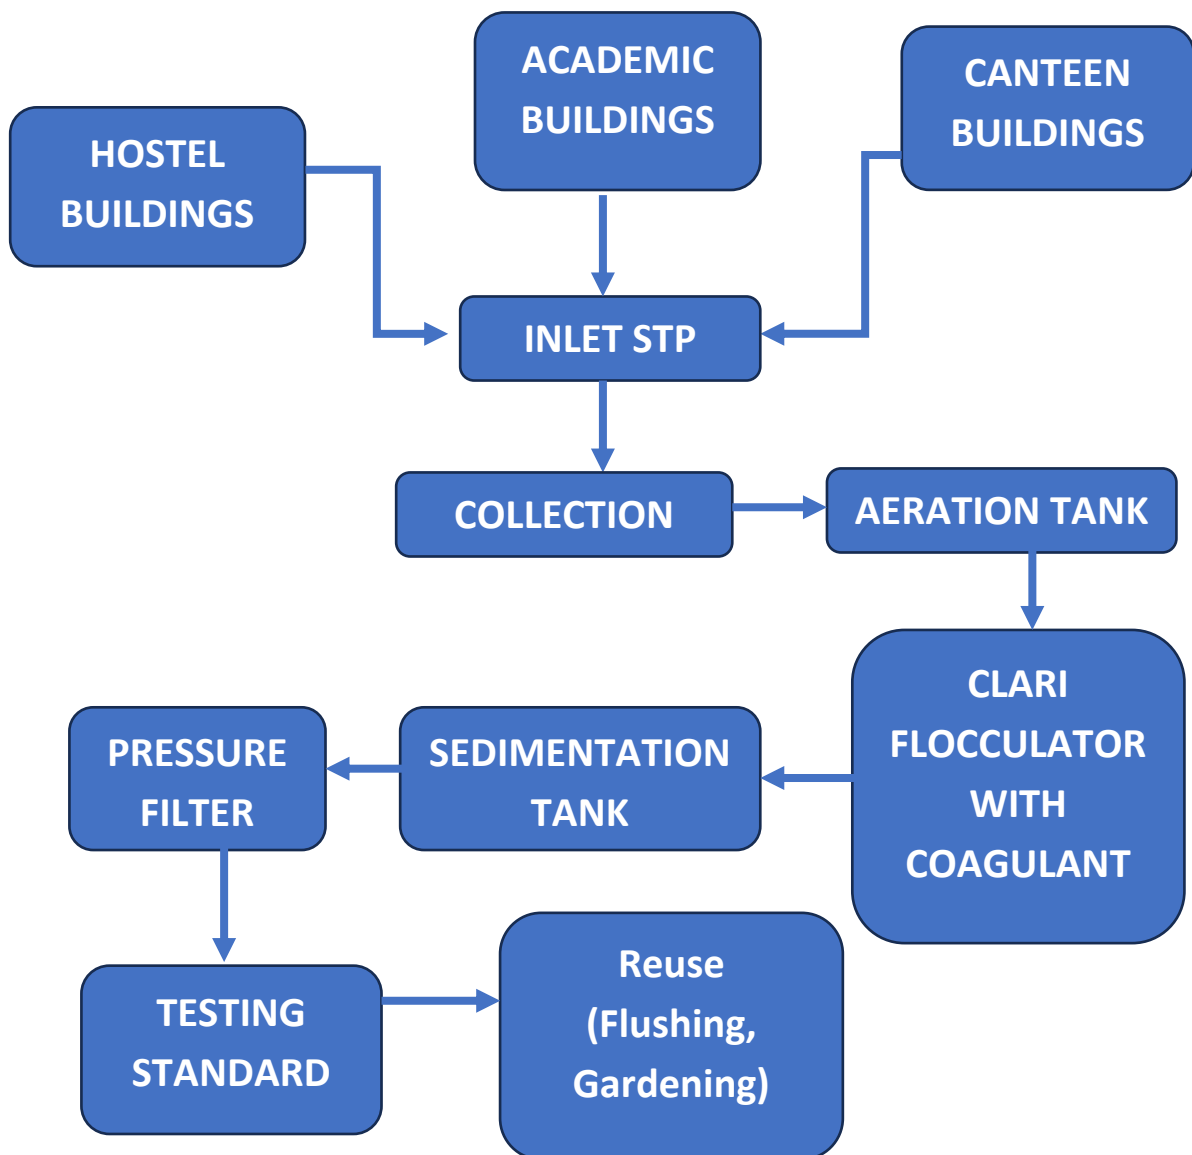 ACADEMIC
BUILDINGS
CANTEEN
BUILDINGS
HOSTEL
BUILDINGS
INLET STP
COLLECTION
AERATION TANK
CLARI
FLOCCULATOR
WITH
COAGULANT
SEDIMENTATION
TANK
PRESSURE
FILTER
TESTING
STANDARD
Reuse
(Flushing,
Gardening)